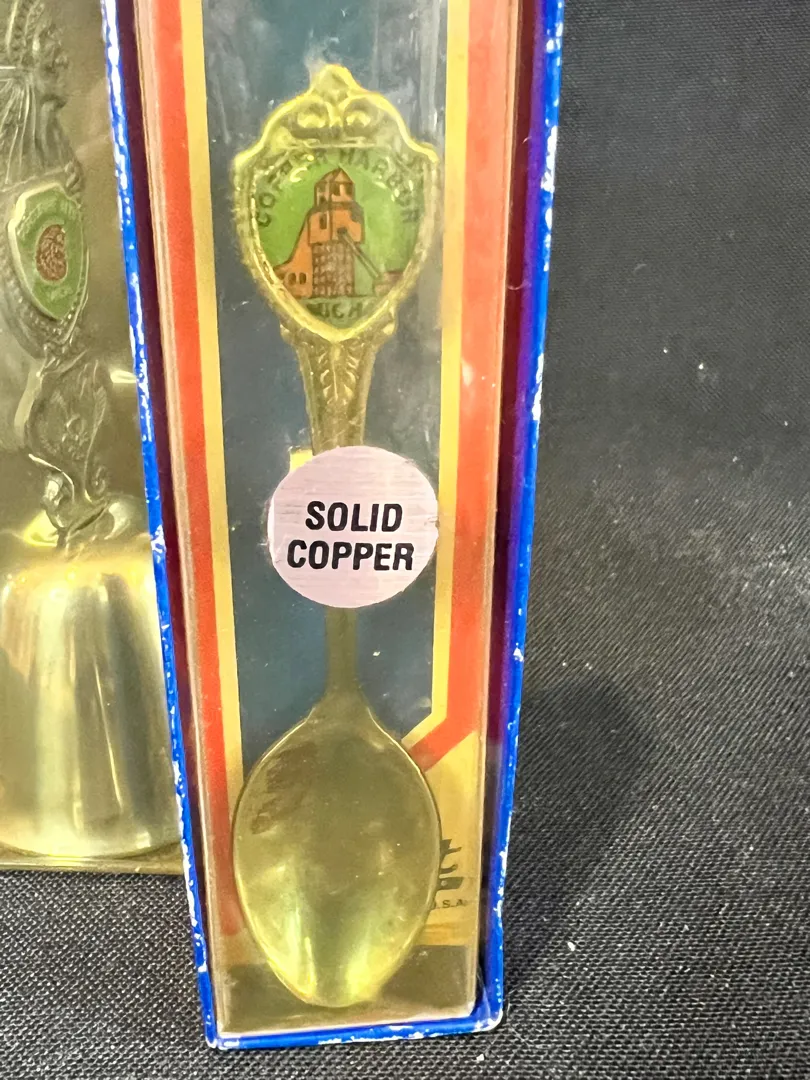 COPPER HARBOR
MICH
SOLID
COPPER
U.S.A.